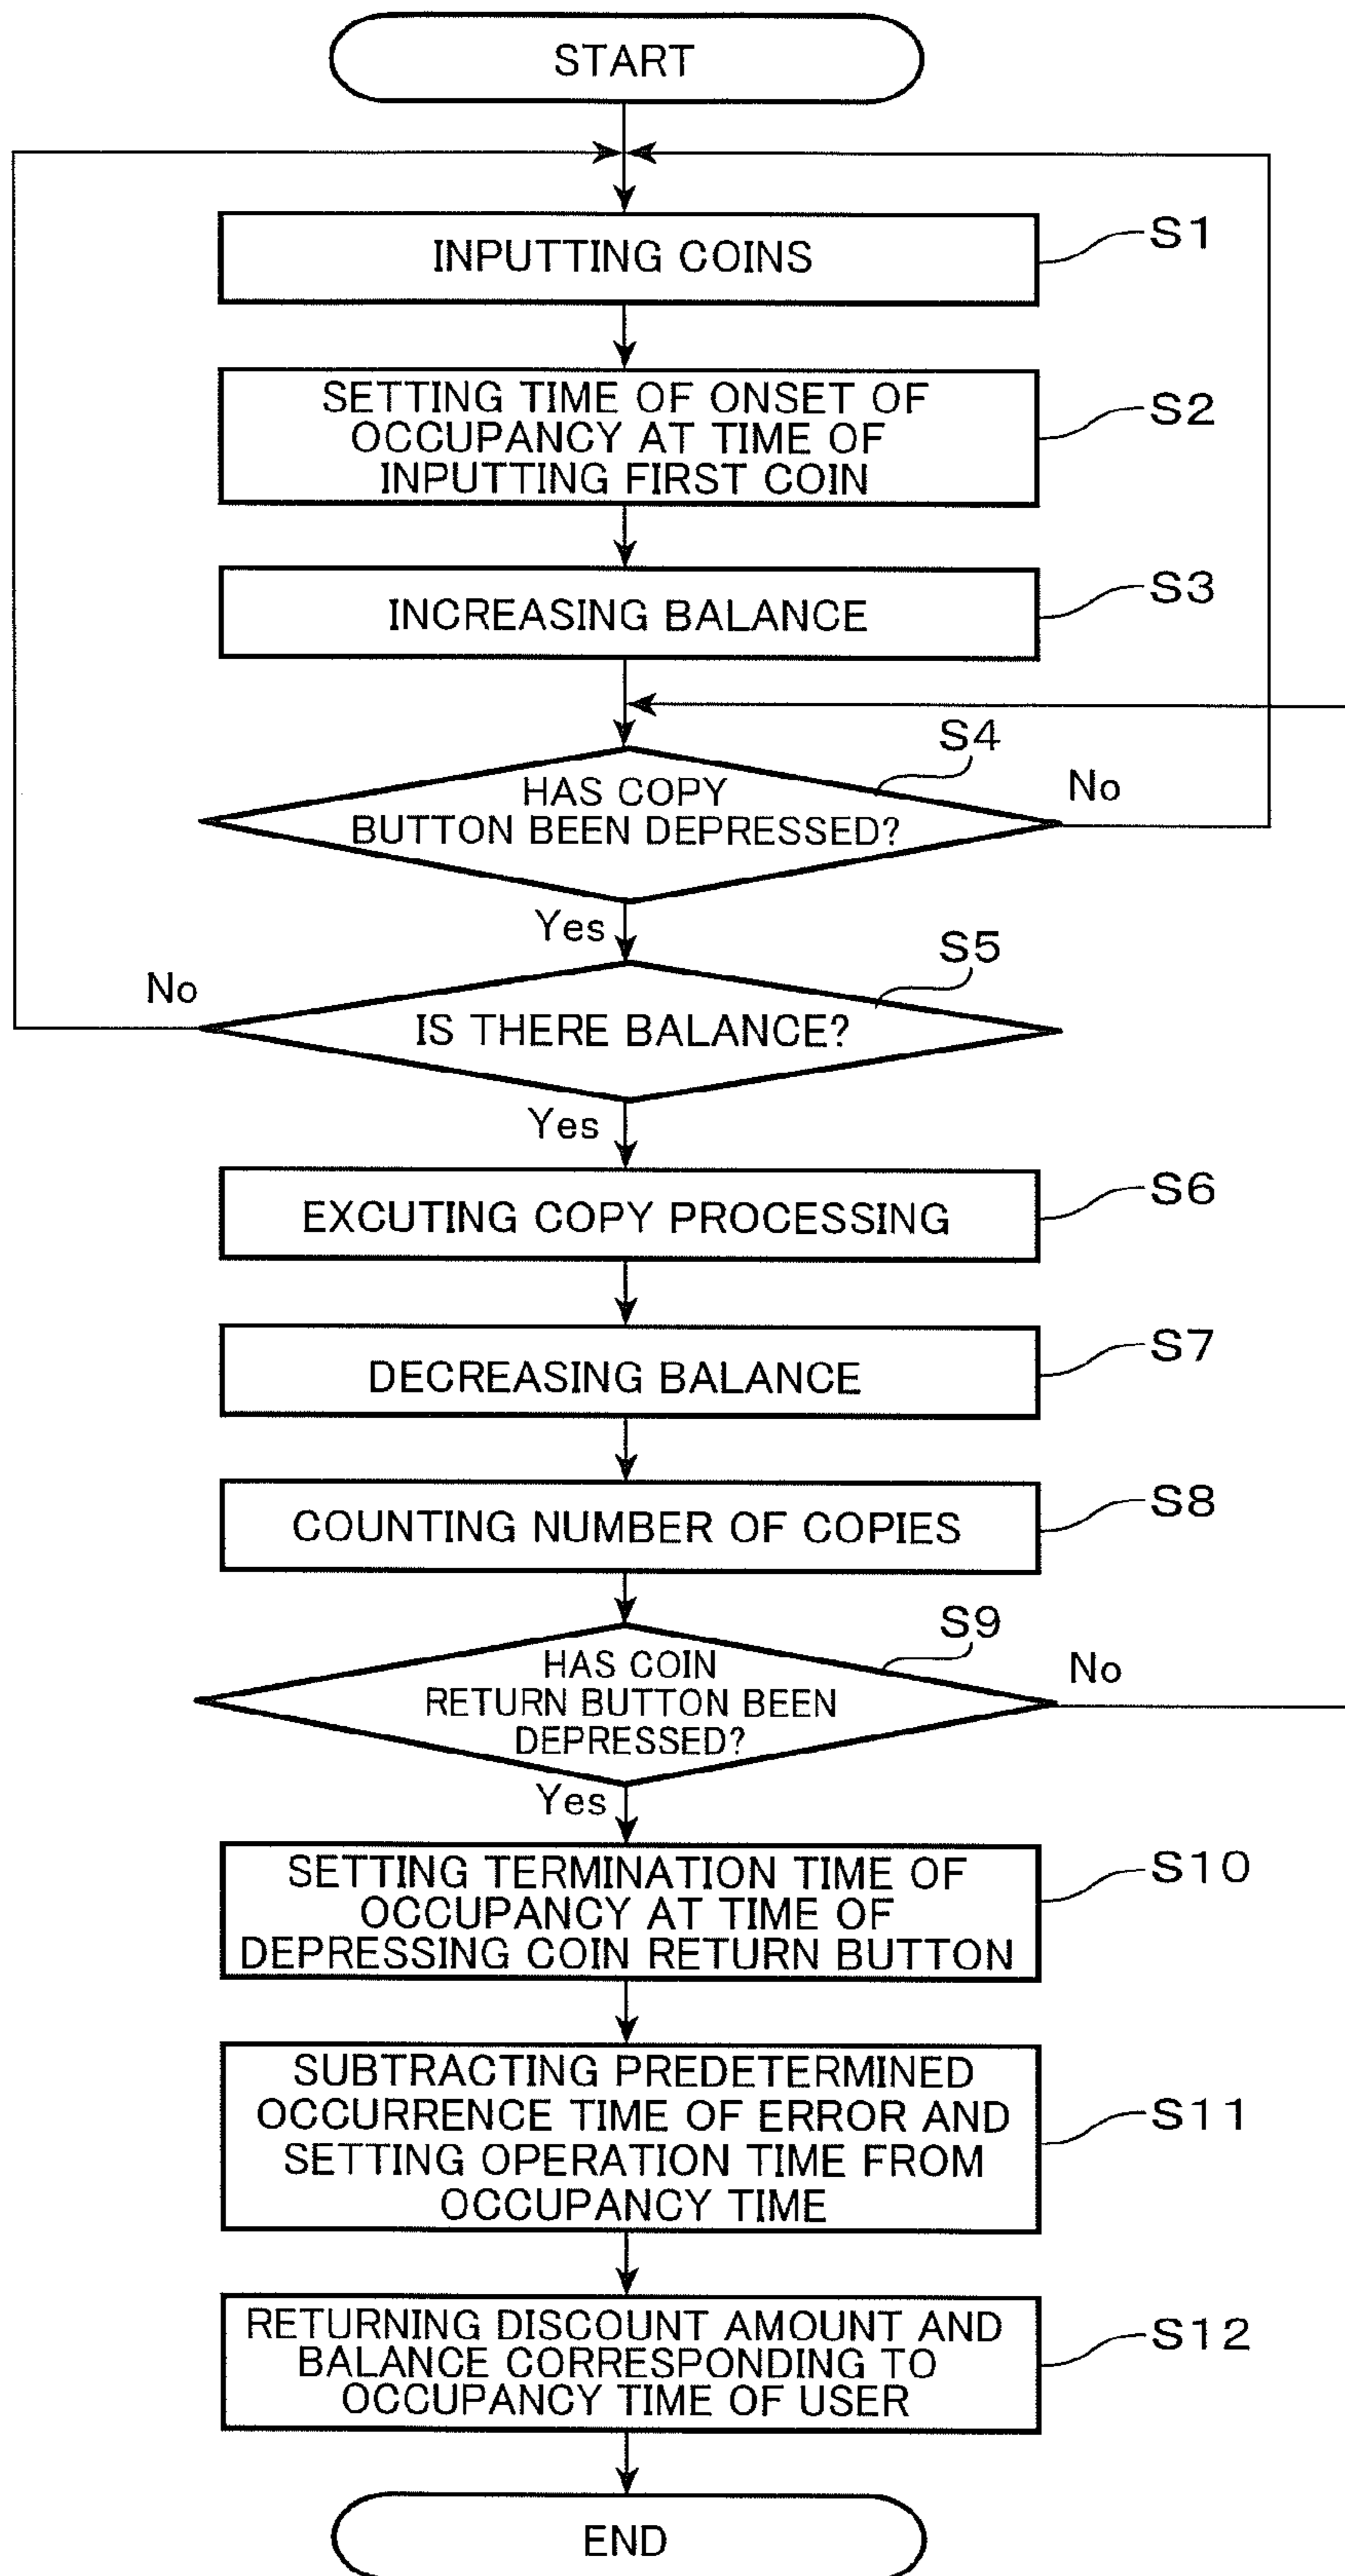 START
INPUTTING COINS
S1
SETTING TIME OF ONSET OF
OCCUPANCY AT TIME OF
INPUTTING FIRST COIN
S2
INCREASING BALANCE
S3
S4
HAS COPY
BUTTON BEEN DEPRESSED?
No
Yes
S5
No
IS THERE BALANCE?
Yes
EXCUTING COPY PROCESSING
S6
DECREASING BALANCE
S7
COUNTING NUMBER OF COPIES
S8
S9
HAS COIN
RETURN BUTTON BEEN
DEPRESSED?
No
Yes
SETTING TERMINATION TIME OF
OCCUPANCY AT TIME OF
DEPRESSING COIN RETURN BUTTON
S10
SUBTRACTING PREDETERMINED
OCCURRENCE TIME OF ERROR AND
SETTING OPERATION TIME FROM
OCCUPANCY TIME
S11
RETURNING DISCOUNT AMOUNT AND
BALANCE CORRESPONDING TO
OCCUPANCY TIME OF USER
S12
END